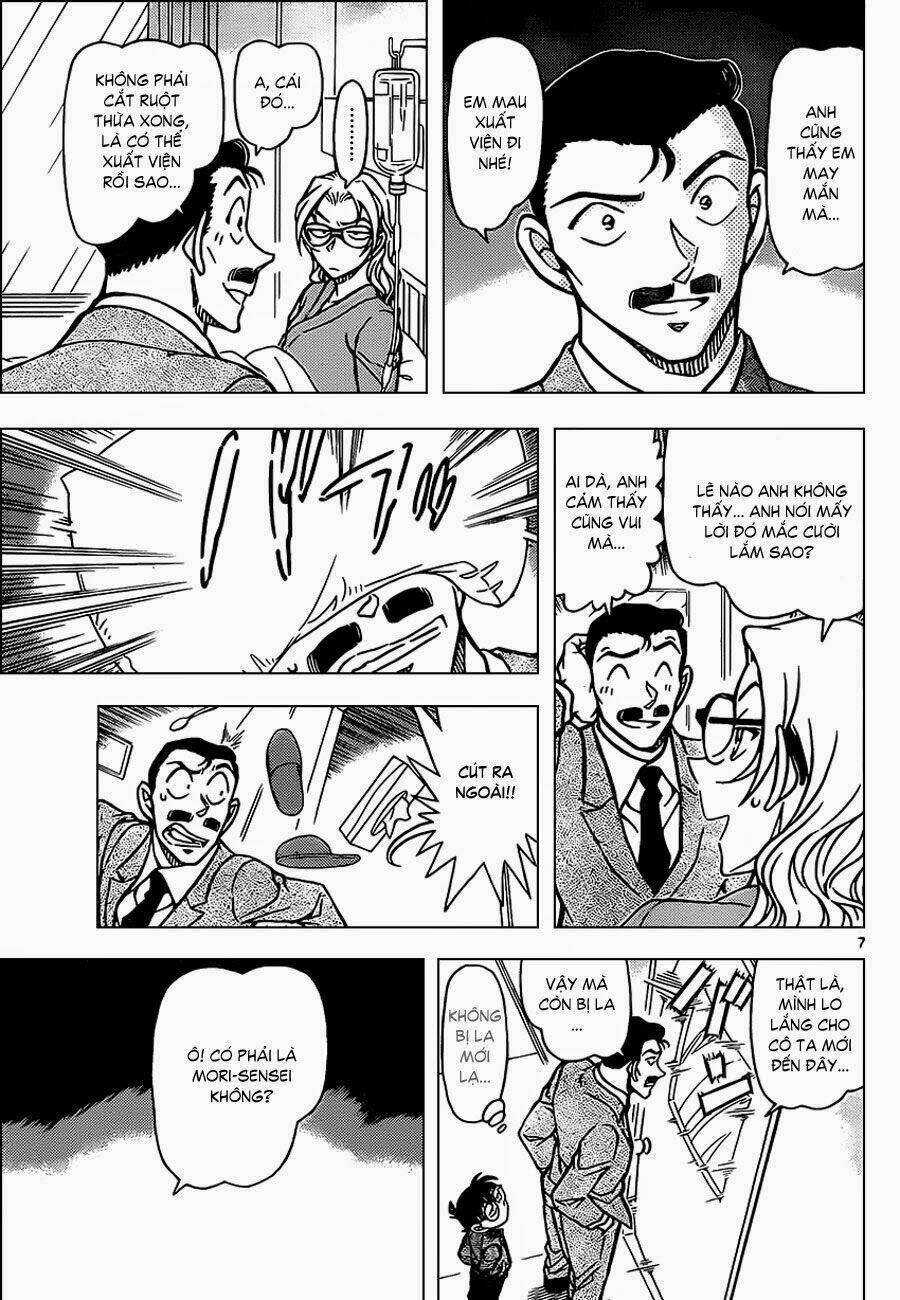 ANH
CŨNG
THẤY EM
MAY
MẮN
MÀ...
EM MAU
XUẤT
VIỆN ĐI
NHÉ!
A, CÁI
ĐÓ...
KHÔNG PHẢI
CẮT RUỘT
THỪA XONG,
LÀ CÓ THỂ
XUẤT VIỆN
RỒI SAO...
.........
LẼ NÀO ANH KHÔNG
THẤY... ANH NÓI MẤY
LỜI ĐÓ MẮC CƯỜI
LẮM SAO?
AI DÀ, ANH
CẢM THẤY
CŨNG VUI
MÀ...
CÚT RA
NGOÀI!!
7
THẬT LÀ,
MÌNH LO
LẮNG CHO
CÔ TA MỚI
ĐẾN ĐÂY...
VẬY MÀ
CÒN BỊ LA
...
KHÔNG
BỊ LA
MỚI
LẠ...
Ô! CÓ PHẢI LÀ
MORI-SENSEI
KHÔNG?